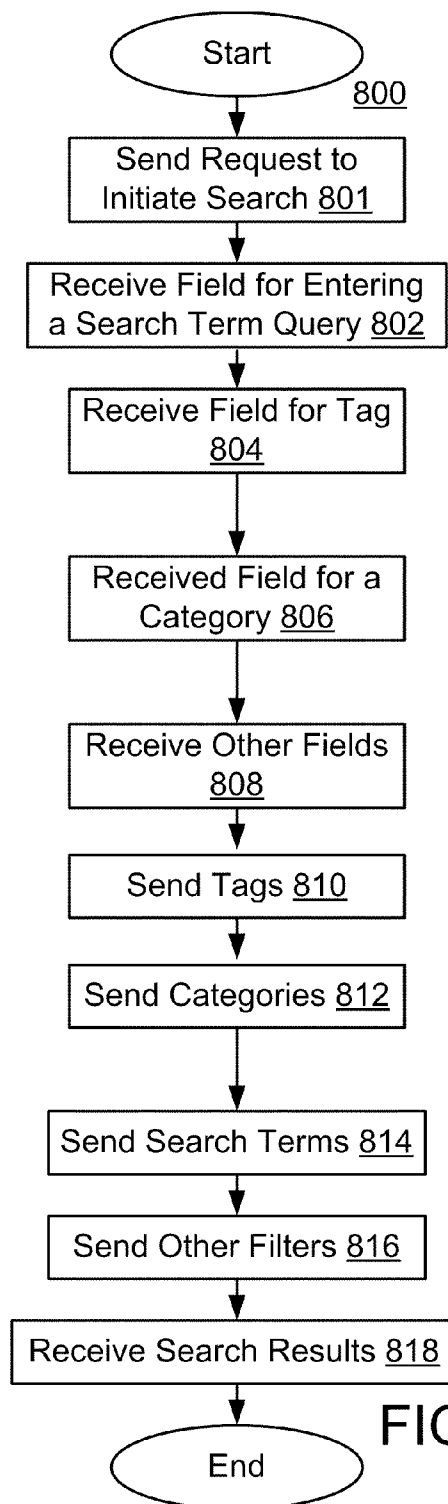 Start
800
Send Request to
Initiate Search 801
Receive Field for Entering
a Search Term Query 802
Receive Field for Tag
804
Received Field for a
Category 806
Receive Other Fields
808
Send Tags 810
Send Categories 812
Send Search Terms 814
Send Other Filters 816
Receive Search Results 818
End